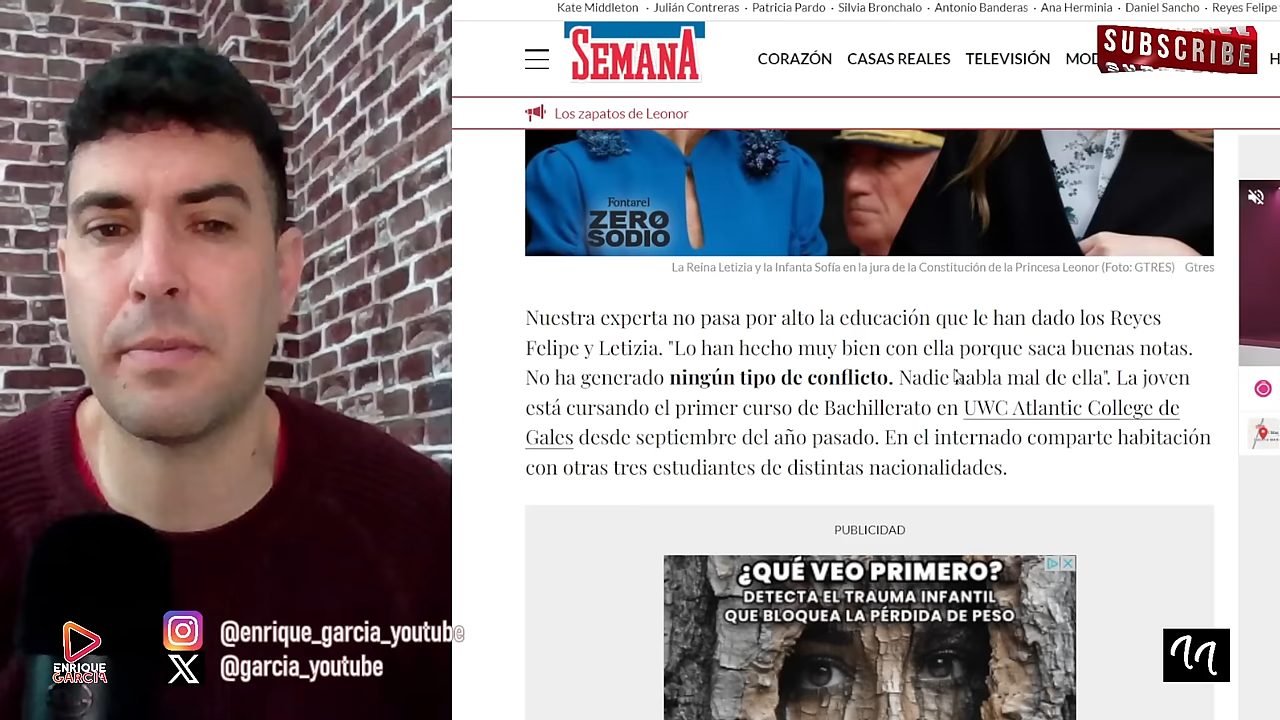 Kate Middleton · Julián Contreras · Patricia Pardo · Silvia Bronchalo · Antonio Banderas · Ana Herminia · Daniel Sancho · Reyes Felipe
SEMANA
CORAZÓN CASAS REALES TELEVISIÓN
SUBSCRIBE
Los zapatos de Leonor
Fontarel
ZERO
SODIO
La Reina Letizia y la Infanta Sofía en la jura de la Constitución de la Princesa Leonor (Foto: GTRES) Gtres
Nuestra experta no pasa por alto la educación que le han dado los Reyes
Felipe y Letizia. "Lo han hecho muy bien con ella porque saca buenas notas.
No ha generado ningún tipo de conflicto. Nadie habla mal de ella". La joven
está cursando el primer curso de Bachillerato en UWC Atlantic College de
Gales desde septiembre del año pasado. En el internado comparte habitación
con otras tres estudiantes de distintas nacionalidades.
PUBLICIDAD
¿QUÉ VEO PRIMERO?
DETECTA EL TRAUMA INFANTIL
QUE BLOQUEA LA PÉRDIDA DE PESO
@enrique_garcia_youtube
@garcia_youtube
ENRIQUE
GARCIA